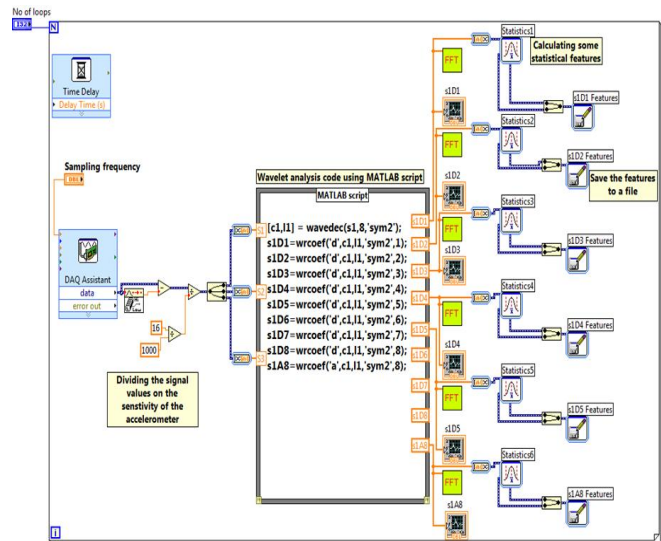 No of loops
I32
N
Time Delay
Delay Time (s)
Sampling frequency
DBL
DAQ Assistant
data
error out
16
1000
Dividing the signal
values on the
senstivity of the
accelerometer
Wavelet analysis code using MATLAB script
MATLAB script
S1
S2
S3
[c1,l1] = wavedec(s1,8,'sym2');
s1D1=wrcoef('d',c1,l1,'sym2',1);
s1D2=wrcoef('d',c1,l1,'sym2',2);
s1D3=wrcoef('d',c1,l1,'sym2',3);
s1D4=wrcoef('d',c1,l1,'sym2',4);
s1D5=wrcoef('d',c1,l1,'sym2',5);
s1D6=wrcoef('d',c1,l1,'sym2',6);
s1D7=wrcoef('d',c1,l1,'sym2',7);
s1D8=wrcoef('d',c1,l1,'sym2',8);
s1A8=wrcoef('a',c1,l1,'sym2',8);
s1D1
s1D2
s1D3
s1D4
s1D5
s1D6
s1D7
s1D8
s1A8
FFT
s1D1
FFT
s1D2
FFT
s1D3
FFT
s1D4
FFT
s1D5
FFT
s1A8
Statistics1
Calculating some
statistical features
s1D1 Features
Statistics2
s1D2 Features
Save the features
to a file
Statistics3
s1D3 Features
Statistics4
s1D4 Features
Statistics5
s1D5 Features
Statistics6
s1A8 Features
i